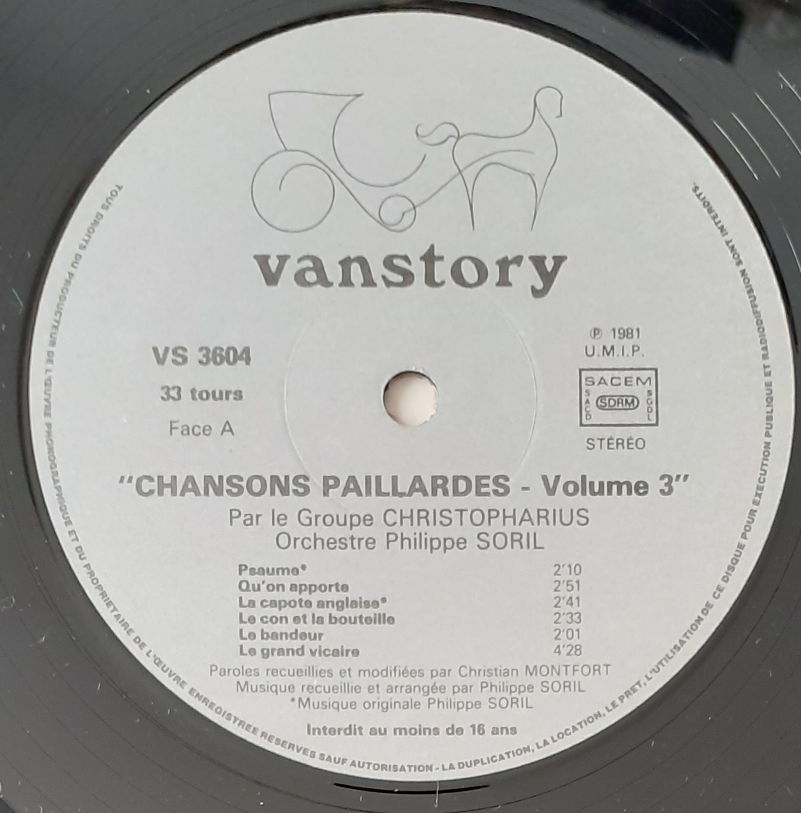 vanstory
VS 3604
33 tours
Face A
℗ 1981
U.M.I.P.
SACEM
SACD
SDRM
SGDL
STÉRÉO
"CHANSONS PAILLARDES - Volume 3"
Par le Groupe CHRISTOPHARIUS
Orchestre Philippe SORIL
Psaume* 2'10
Qu'on apporte 2'51
La capote anglaise* 2'41
Le con et la bouteille 2'33
Le bandeur 2'01
Le grand vicaire 4'28
Paroles recueillies et modifiées par Christian MONTFORT
Musique recueillie et arrangée par Philippe SORIL
*Musique originale Philippe SORIL
Interdit au moins de 16 ans
TOUS DROITS DU PRODUCTEUR DE L'ŒUVRE PHONOGRAPHIQUE ET DU PROPRIETAIRE DE L'ŒUVRE ENREGISTREE RESERVES SAUF AUTORISATION - LA DUPLICATION, LA LOCATION, LE PRET, L'UTILISATION DE CE DISQUE POUR EXECUTION PUBLIQUE ET RADIODIFFUSION SONT INTERDITS.